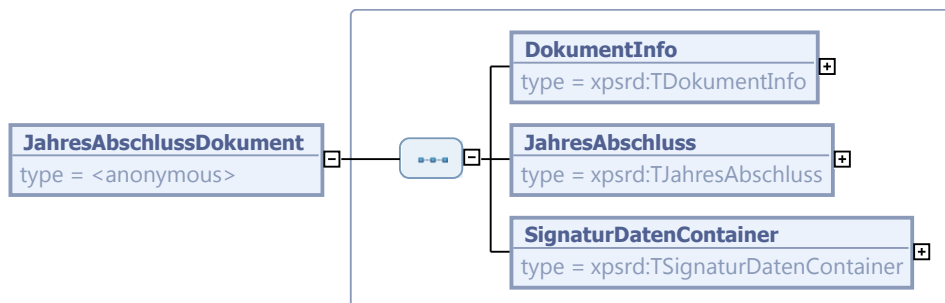 DokumentInfo
type = xpsrd:TDokumentInfo
JahresAbschlussDokument
type = <anonymous>
JahresAbschluss
type = xpsrd:TJahresAbschluss
SignaturDatenContainer
type = xpsrd:TSignaturDatenContainer